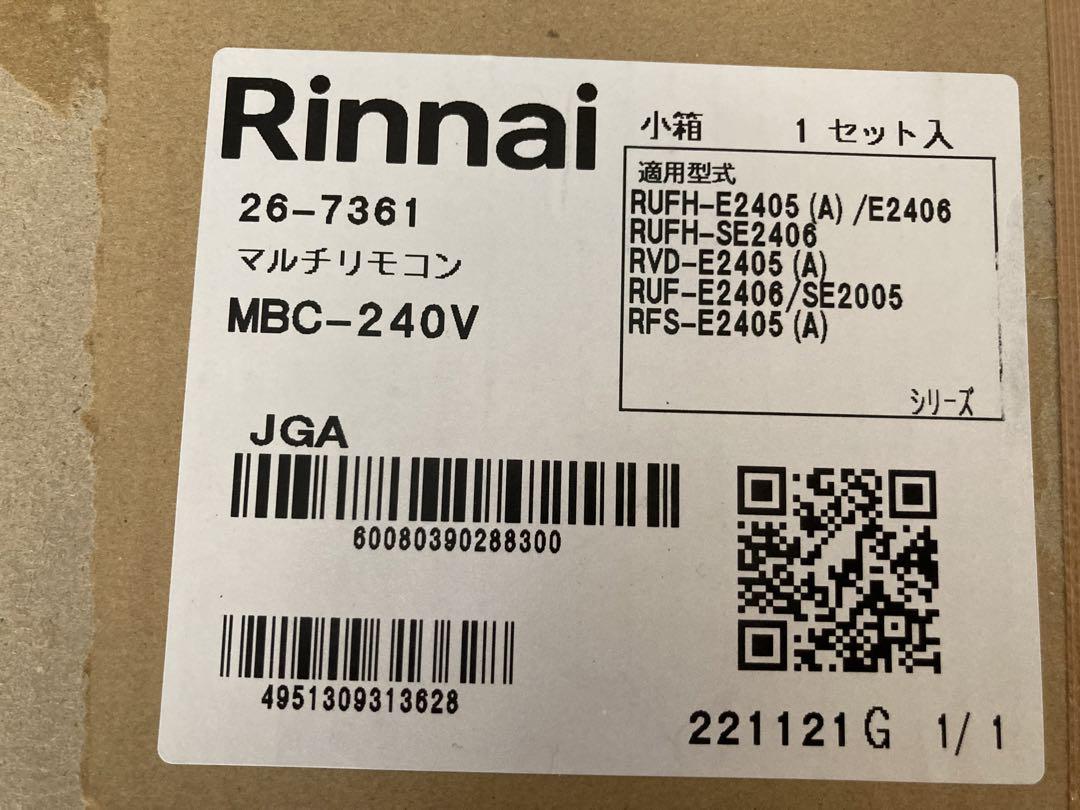 Rinnai
小箱 1 セット入
26-7361
マルチリモコン
MBC-240V
適用型式
RUFH-E2405(A)/E2406
RUFH-SE2406
RVD-E2405(A)
RUF-E2406/SE2005
RFS-E2405(A)
シリーズ
JGA
60080390288300
4951309313628
221121G 1/1